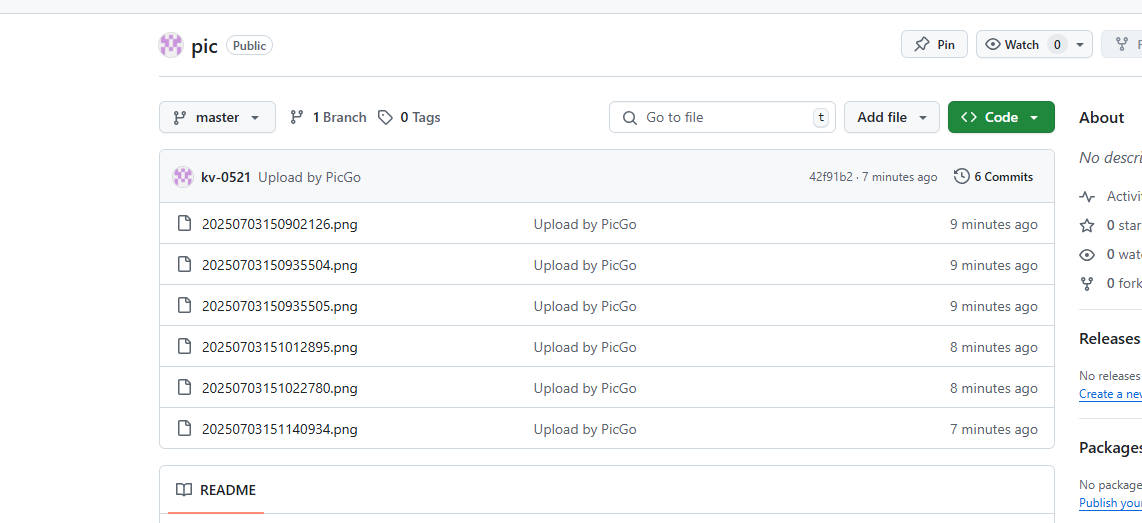 pic Public Pin Watch 0
master 1 Branch 0 Tags Go to file t Add file Code
About
No descri
kv-0521 Upload by PicGo 42f91b2 · 7 minutes ago 6 Commits
Activi
20250703150902126.png Upload by PicGo 9 minutes ago
0 star
20250703150935504.png Upload by PicGo 9 minutes ago
0 wat
20250703150935505.png Upload by PicGo 9 minutes ago
0 fork
20250703151012895.png Upload by PicGo 8 minutes ago
Releases
20250703151022780.png Upload by PicGo 8 minutes ago
No releases
Create a new
20250703151140934.png Upload by PicGo 7 minutes ago
Packages
README
No package
Publish your